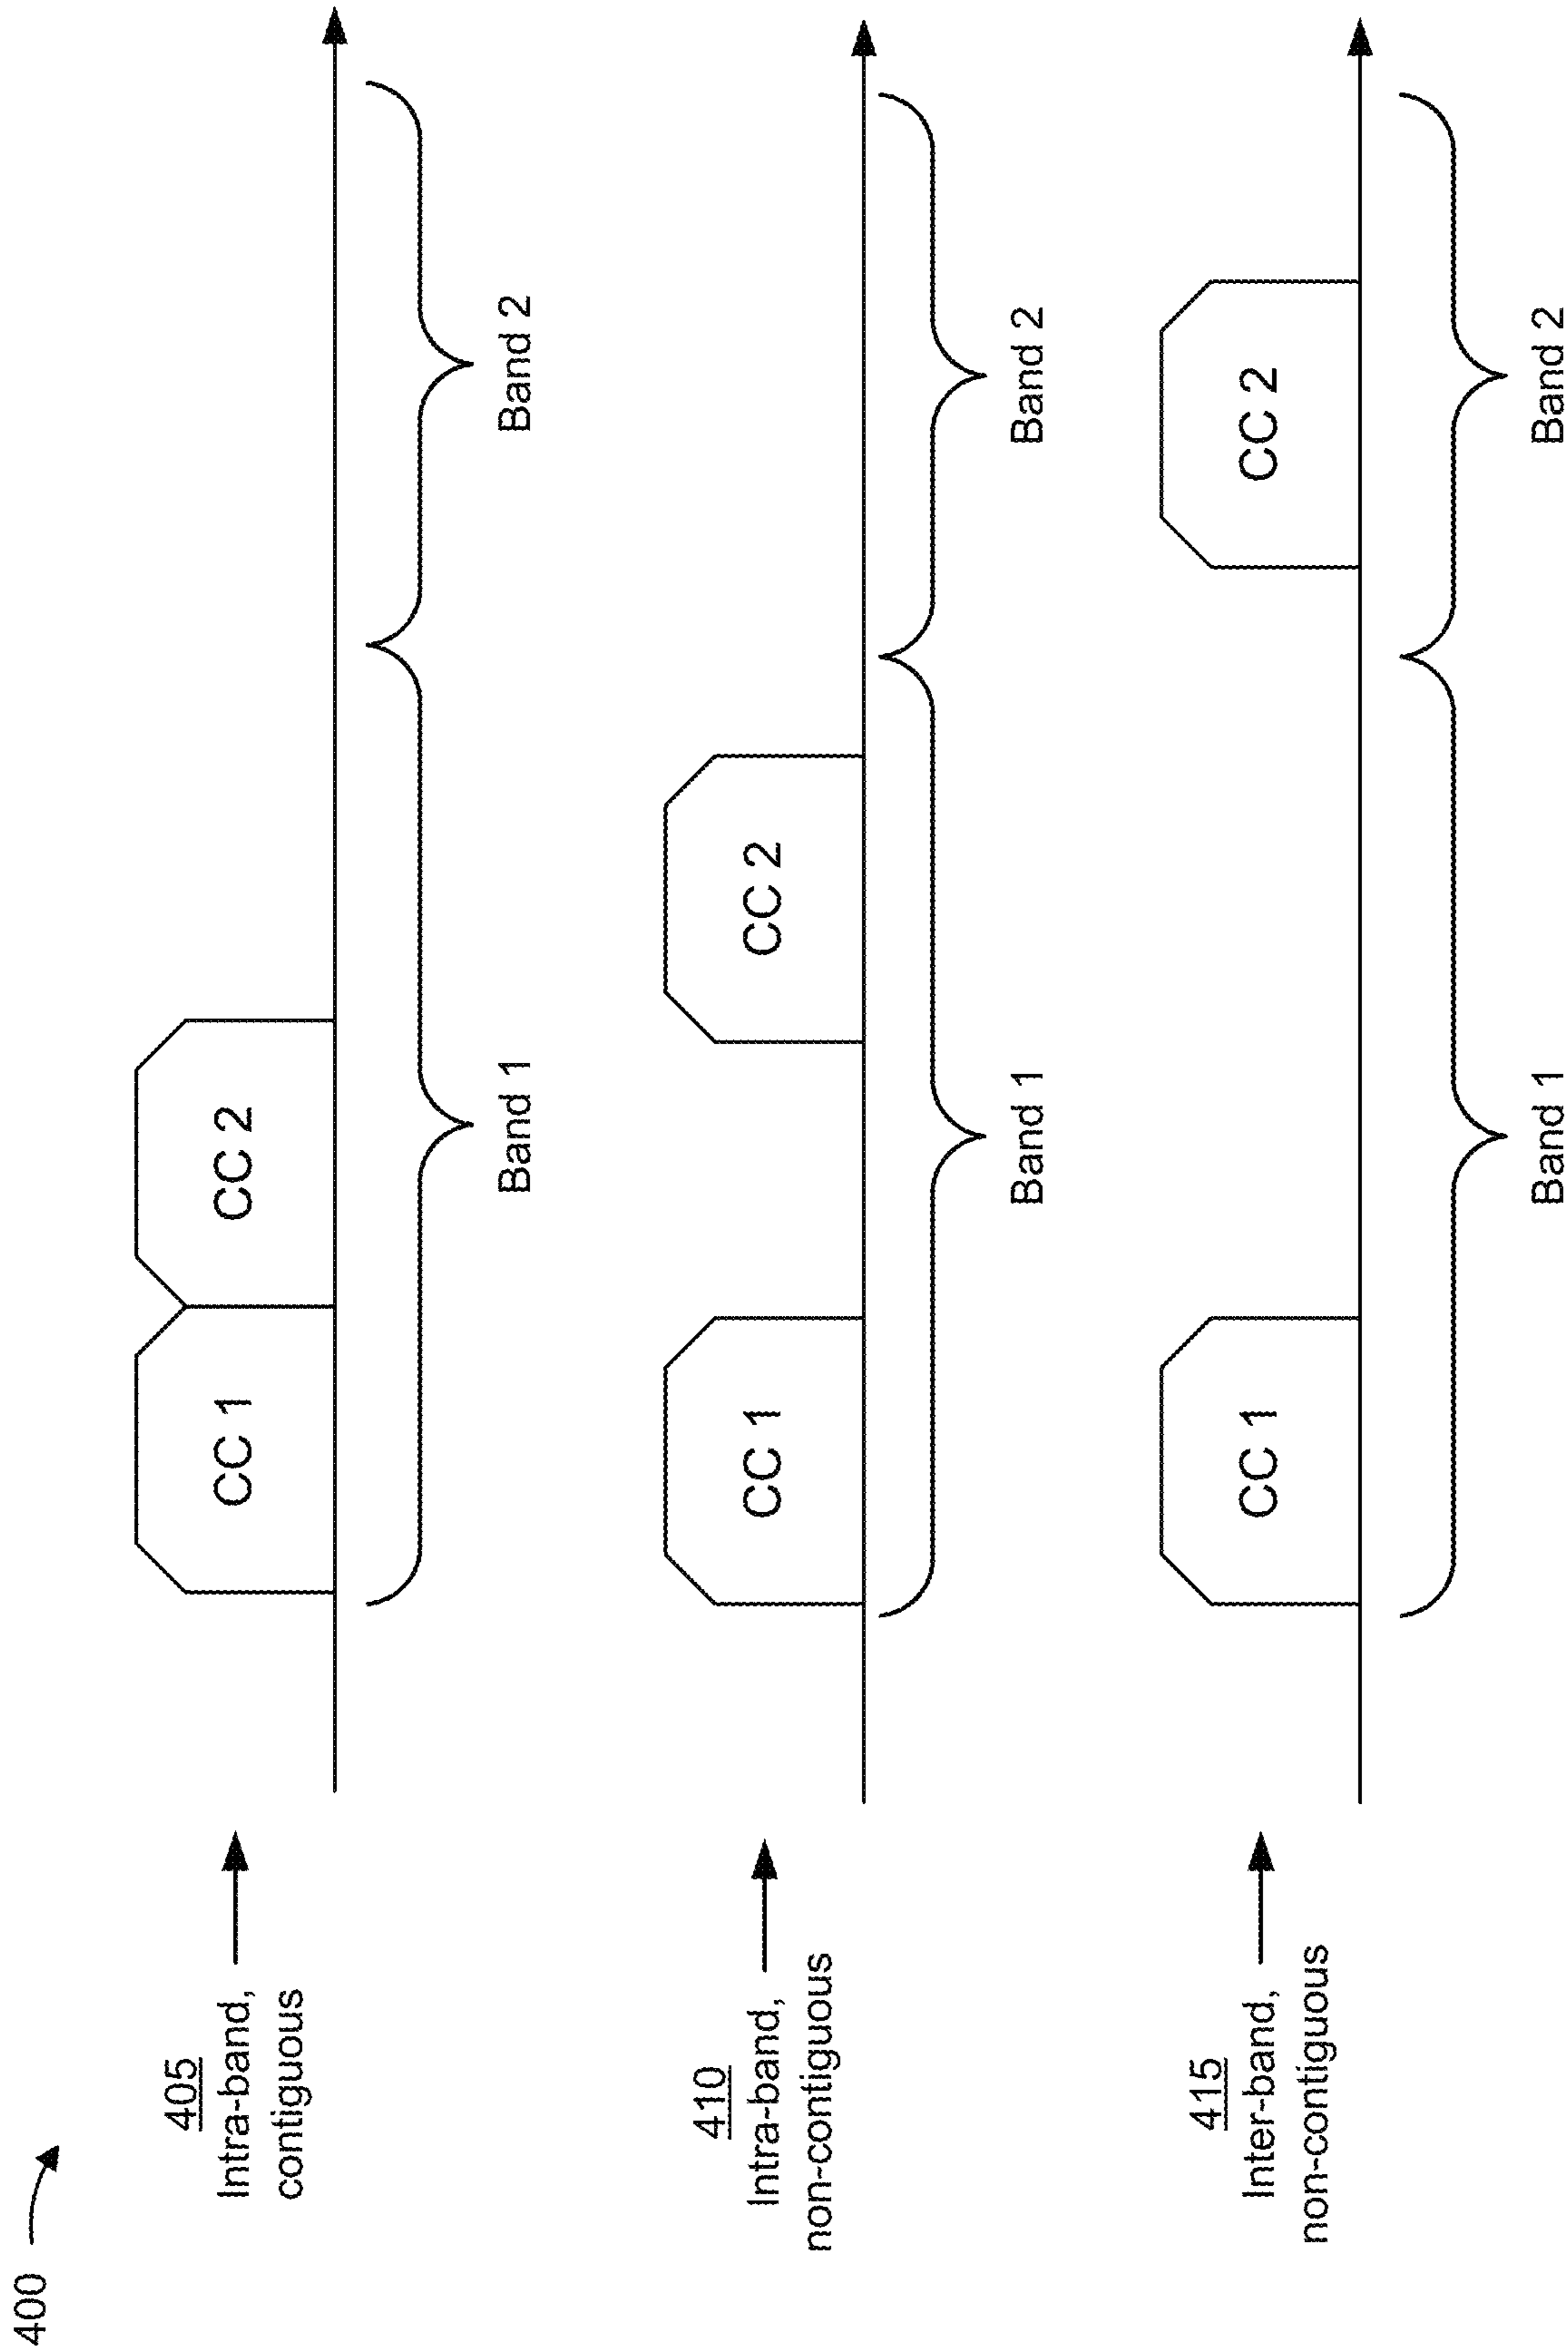 400
405
Intra-band,
contiguous
CC 1
CC 2
Band 1
Band 2
410
Intra-band,
non-contiguous
CC 1
CC 2
Band 1
Band 2
415
Inter-band,
non-contiguous
CC 1
CC 2
Band 1
Band 2